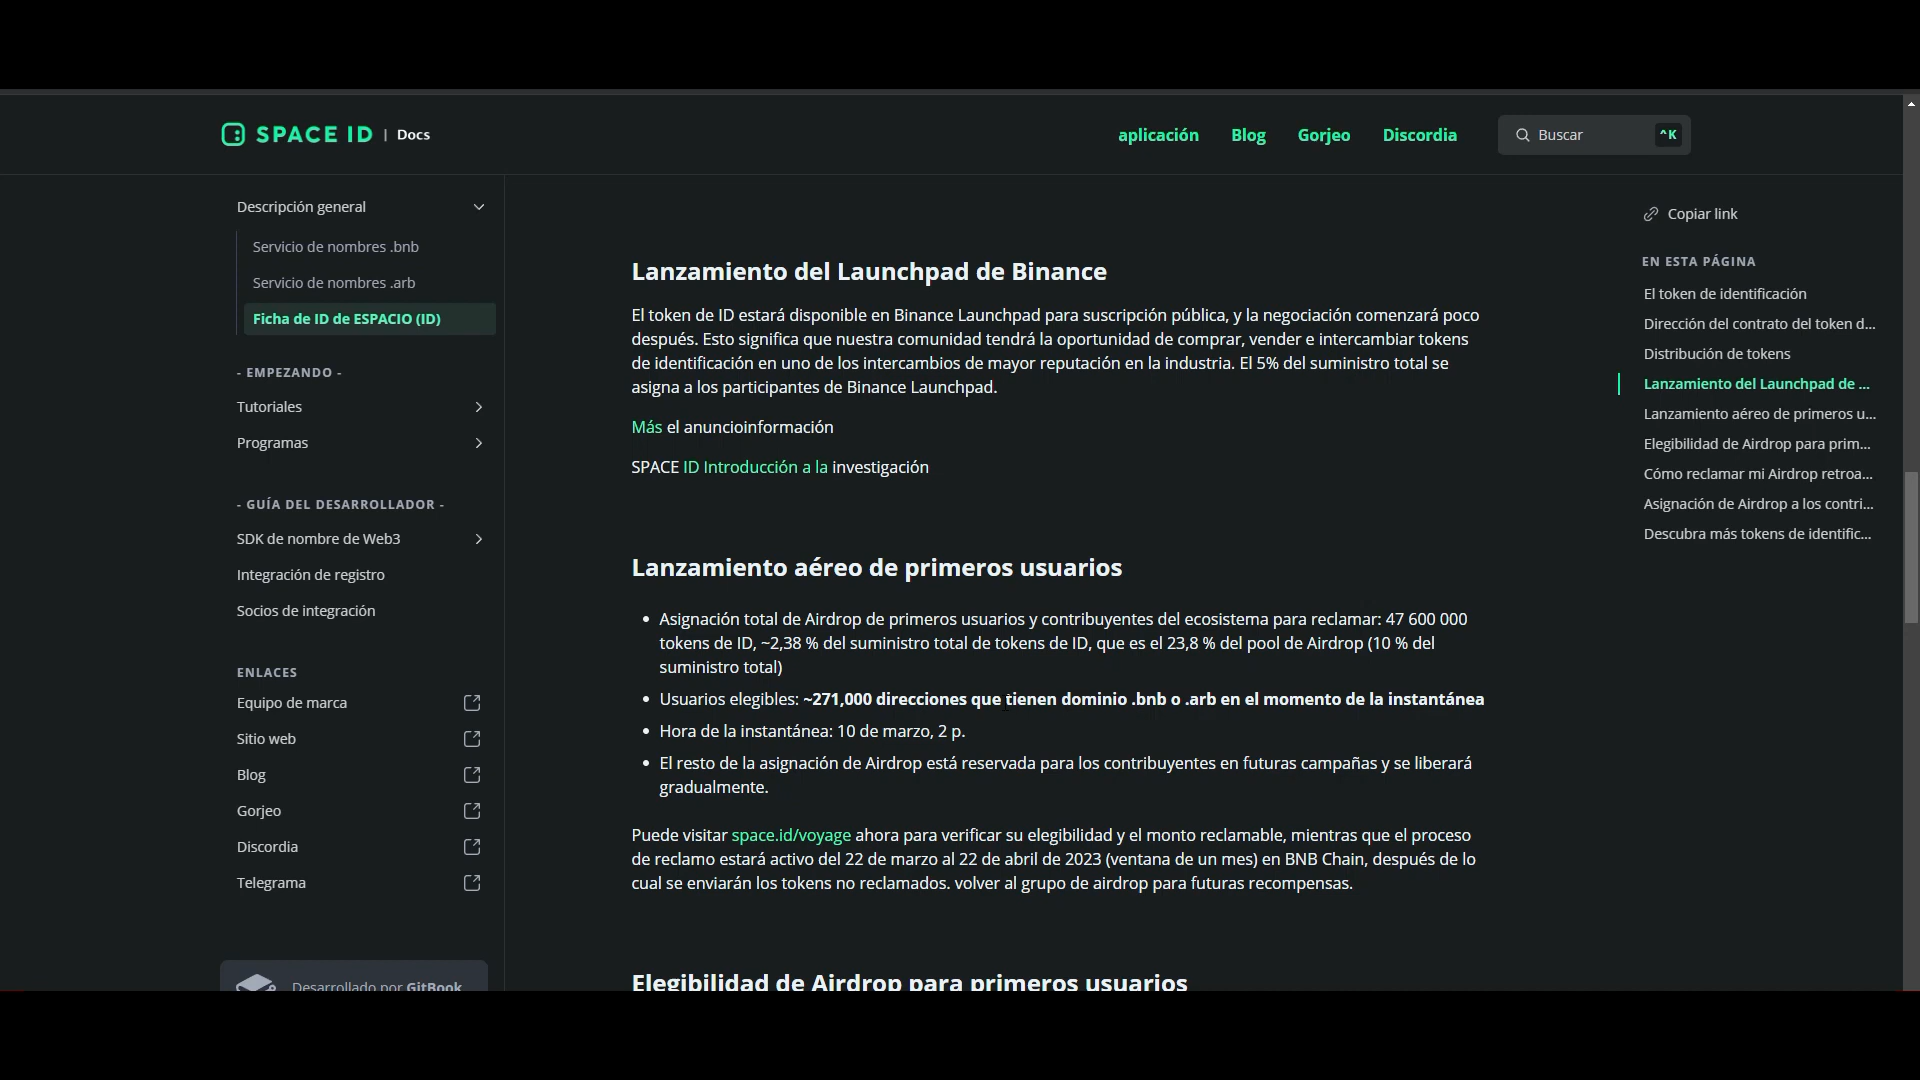 SPACE ID | Docs
aplicación
Blog
Gorjeo
Discordia
Buscar
^K
Descripción general
Servicio de nombres .bnb
Servicio de nombres .arb
Ficha de ID de ESPACIO (ID)
- EMPEZANDO -
Tutoriales
Programas
- GUÍA DEL DESARROLLADOR -
SDK de nombre de Web3
Integración de registro
Socios de integración
ENLACES
Equipo de marca
Sitio web
Blog
Gorjeo
Discordia
Telegrama
Desarrollado por GitBook
Lanzamiento del Launchpad de Binance
El token de ID estará disponible en Binance Launchpad para suscripción pública, y la negociación comenzará poco
después. Esto significa que nuestra comunidad tendrá la oportunidad de comprar, vender e intercambiar tokens
de identificación en uno de los intercambios de mayor reputación en la industria. El 5% del suministro total se
asigna a los participantes de Binance Launchpad.
Más el anuncioinformación
SPACE ID Introducción a la investigación
Lanzamiento aéreo de primeros usuarios
• Asignación total de Airdrop de primeros usuarios y contribuyentes del ecosistema para reclamar: 47 600 000
tokens de ID, ~2,38 % del suministro total de tokens de ID, que es el 23,8 % del pool de Airdrop (10 % del
suministro total)
• Usuarios elegibles: ~271,000 direcciones que tienen dominio .bnb o .arb en el momento de la instantánea
• Hora de la instantánea: 10 de marzo, 2 p.
• El resto de la asignación de Airdrop está reservada para los contribuyentes en futuras campañas y se liberará
gradualmente.
Puede visitar space.id/voyage ahora para verificar su elegibilidad y el monto reclamable, mientras que el proceso
de reclamo estará activo del 22 de marzo al 22 de abril de 2023 (ventana de un mes) en BNB Chain, después de lo
cual se enviarán los tokens no reclamados. volver al grupo de airdrop para futuras recompensas.
Elegibilidad de Airdrop para primeros usuarios
Copiar link
EN ESTA PÁGINA
El token de identificación
Dirección del contrato del token d...
Distribución de tokens
Lanzamiento del Launchpad de ...
Lanzamiento aéreo de primeros u...
Elegibilidad de Airdrop para prim...
Cómo reclamar mi Airdrop retroa...
Asignación de Airdrop a los contri...
Descubra más tokens de identific...